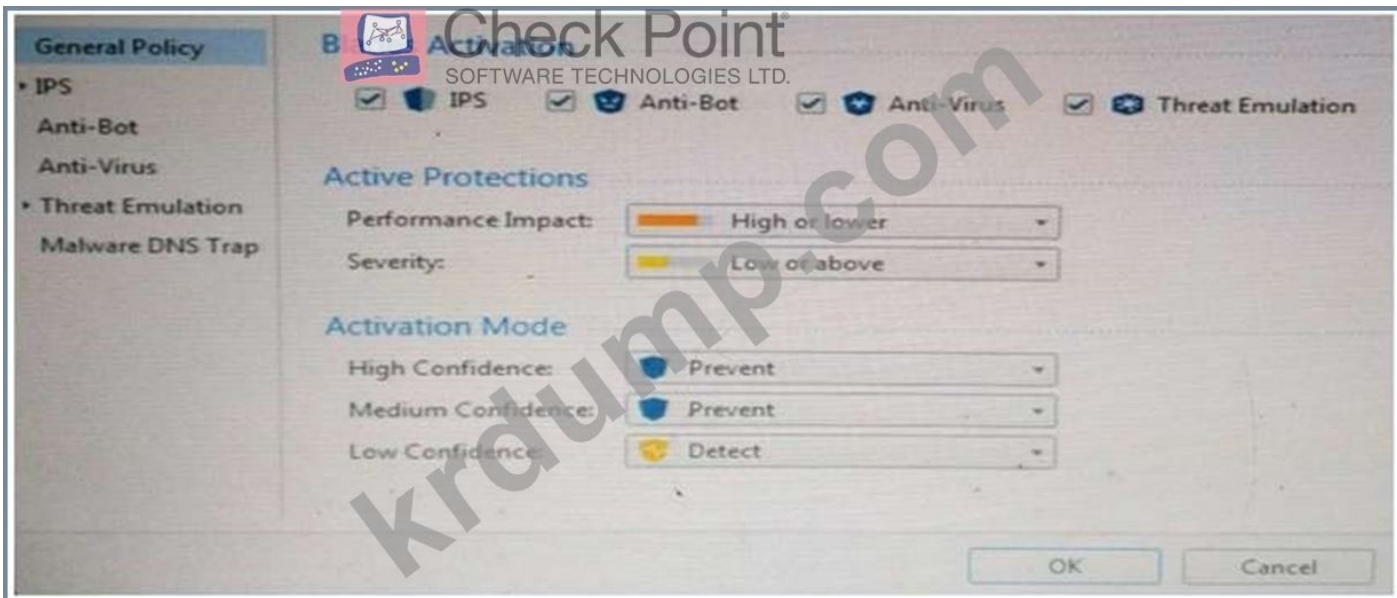 General Policy
IPS
Anti-Bot
Anti-Virus
Threat Emulation
Malware DNS Trap
Check Point
SOFTWARE TECHNOLOGIES LTD.
Activation
IPS Anti-Bot Anti-Virus Threat Emulation
Active Protections
Performance Impact: High or lower
Severity: Low or above
Activation Mode
High Confidence: Prevent
Medium Confidence: Prevent
Low Confidence: Detect
OK Cancel
krdump.com